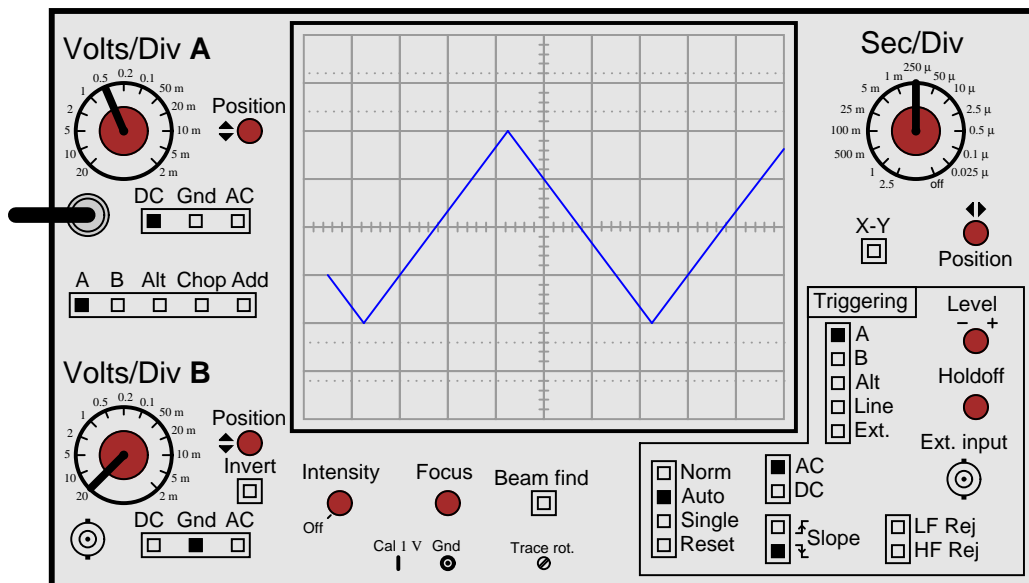 Volts/Div A
0.5 0.2 0.1
1 50 m
2 20 m
5 10 m
10 5 m
20 2 m
Position
DC Gnd AC
A B Alt Chop Add
Volts/Div B
0.5 0.2 0.1
1 50 m
2 20 m
5 10 m
10 5 m
20 2 m
Position
Invert
DC Gnd AC
Intensity
Off
Focus
Beam find
Cal 1 V Gnd
Trace rot.
Sec/Div
250 µ
1 m 50 µ
5 m 10 µ
25 m 2.5 µ
100 m 0.5 µ
500 m 0.1 µ
1 0.025 µ
2.5 off
X-Y
Position
Triggering
A
B
Alt
Line
Ext.
Level
− +
Holdoff
Ext. input
Norm
Auto
Single
Reset
AC
DC
Slope
LF Rej
HF Rej